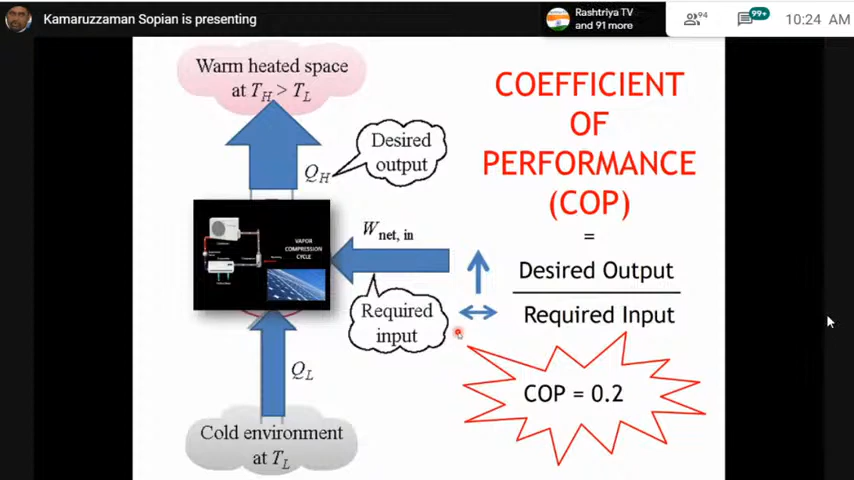 Kamaruzzaman Sopian is presenting
Rashtriya TV
and 91 more
94
99+
10:24 AM
Warm heated space
at TH > TL
Desired
output
QH
Wnet, in
VAPOR
COMPRESSION
CYCLE
Required
input
QL
Cold environment
at TL
COEFFICIENT
OF
PERFORMANCE
(COP)
=
Desired Output
Required Input
COP = 0.2